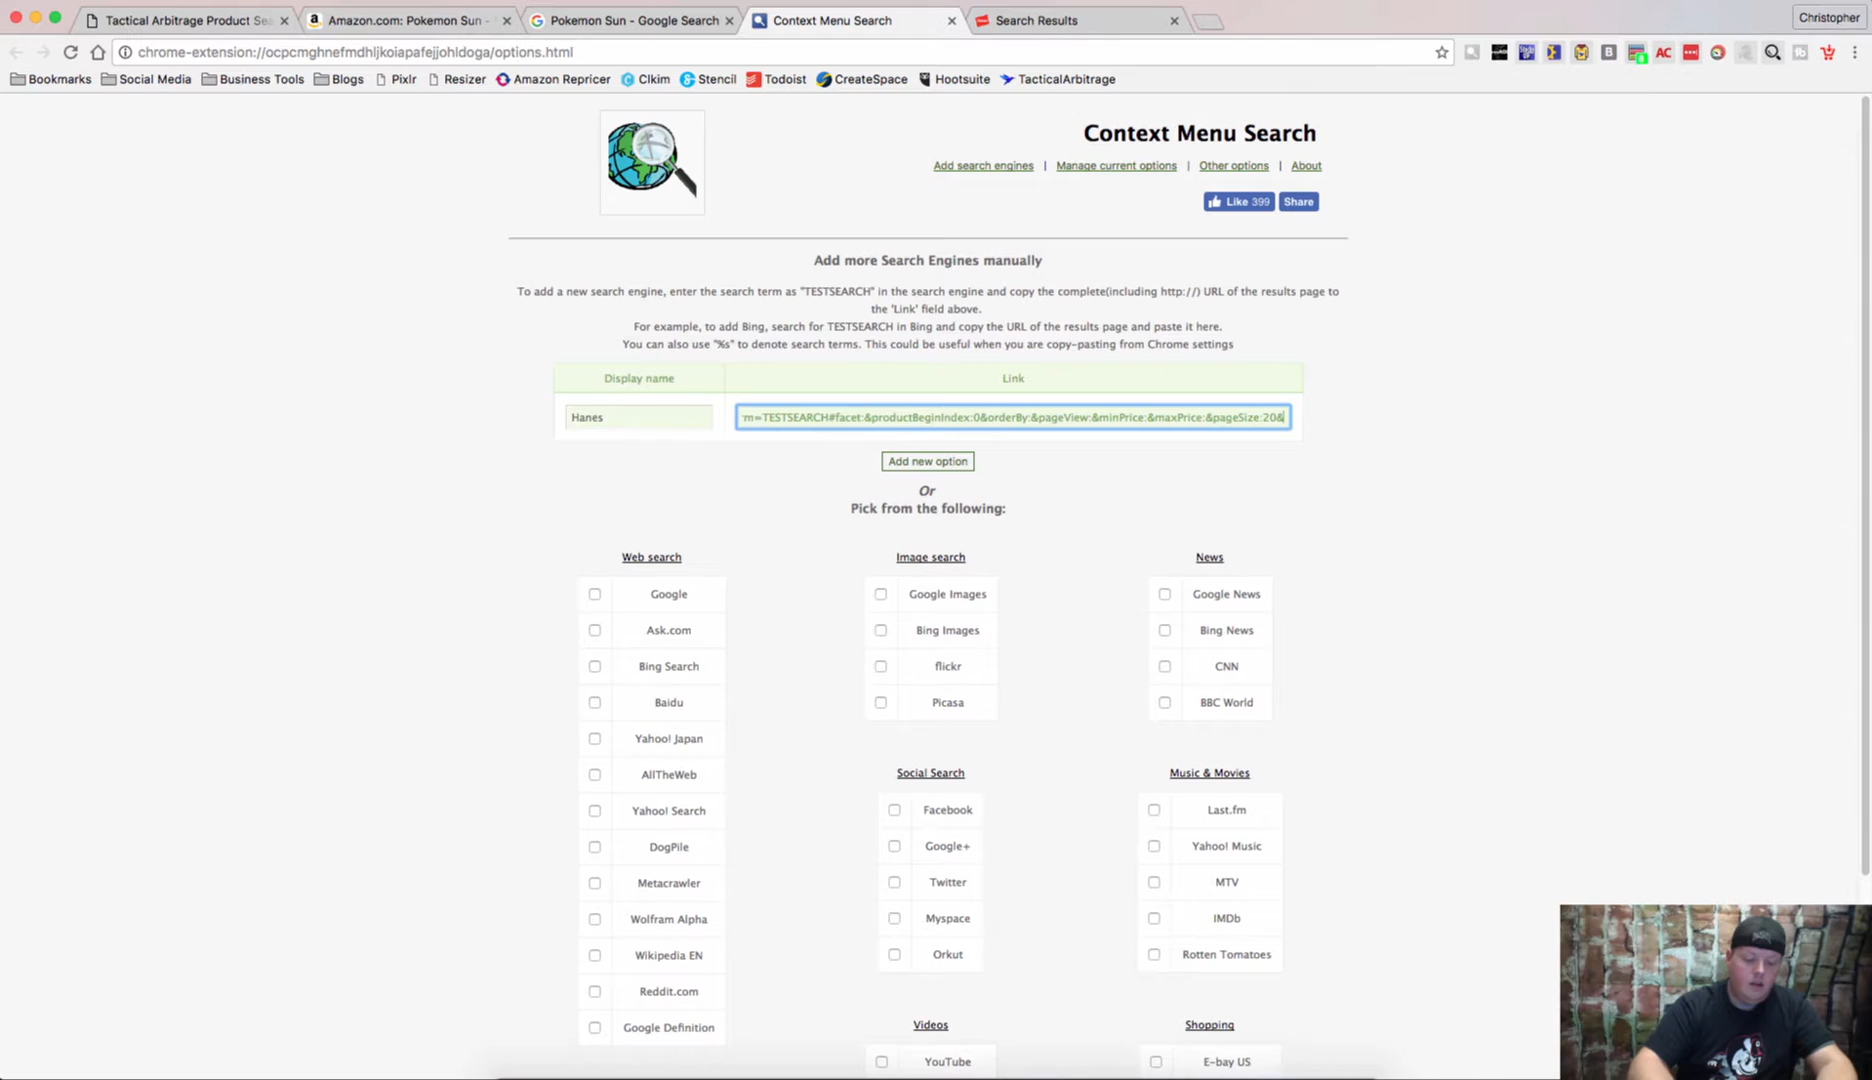 Tactical Arbitrage Product Sea
Amazon.com: Pokemon Sun -
Pokemon Sun - Google Search
Context Menu Search
Search Results
Christopher
chrome-extension://ocpcmghnefmdhljkoiapafejjohldoga/options.html
Bookmarks
Social Media
Business Tools
Blogs
Pixlr
Resizer
Amazon Repricer
Clkim
Stencil
Todoist
CreateSpace
Hootsuite
TacticalArbitrage
Context Menu Search
Add search engines | Manage current options | Other options | About
Like 399
Share
Add more Search Engines manually
To add a new search engine, enter the search term as "TESTSEARCH" in the search engine and copy the complete(including http://) URL of the results page to
the 'Link' field above.
For example, to add Bing, search for TESTSEARCH in Bing and copy the URL of the results page and paste it here.
You can also use "%s" to denote search terms. This could be useful when you are copy-pasting from Chrome settings
Display name
Link
Hanes
rm=TESTSEARCH#facet:&productBeginIndex:0&orderBy:&pageView:&minPrice:&maxPrice:&pageSize:20&
Add new option
Or
Pick from the following:
Web search
Google
Ask.com
Bing Search
Baidu
Yahoo! Japan
AllTheWeb
Yahoo! Search
DogPile
Metacrawler
Wolfram Alpha
Wikipedia EN
Reddit.com
Google Definition
Image search
Google Images
Bing Images
flickr
Picasa
Social Search
Facebook
Google+
Twitter
Myspace
Orkut
Videos
YouTube
News
Google News
Bing News
CNN
BBC World
Music & Movies
Last.fm
Yahoo! Music
MTV
IMDb
Rotten Tomatoes
Shopping
E-bay US